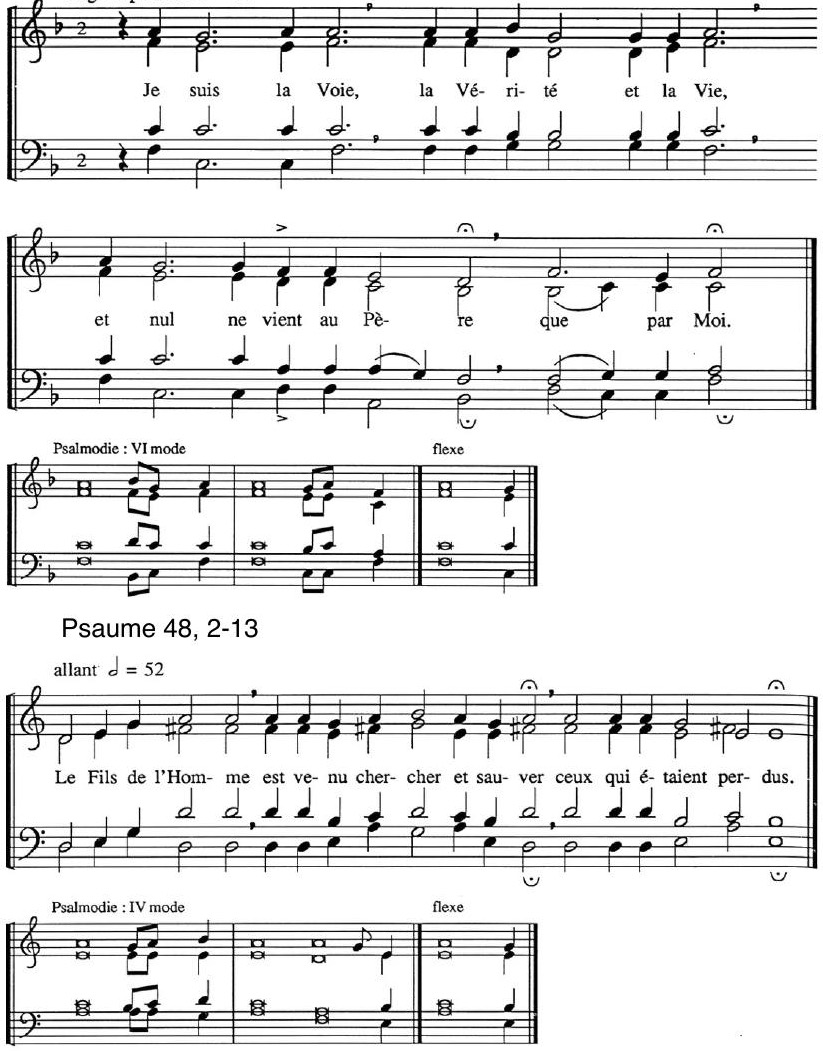 2
Je suis la Voie, la Vé- ri- té et la Vie,
2
et nul ne vient au Pè- re que par Moi.
Psalmodie : VI mode flexe
Psaume 48, 2-13
allant = 52
Le Fils de l'Hom- me est ve- nu cher- cher et sau- ver ceux qui é- taient per- dus.
Psalmodie : IV mode flexe